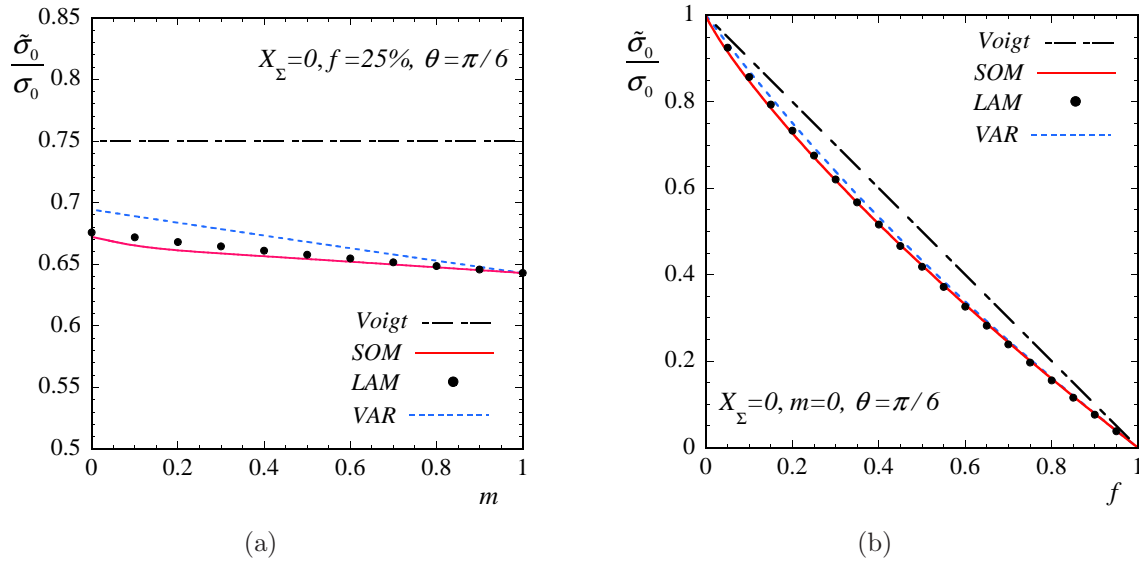 0.85
σ̃₀
σ₀
X_Σ=0, f=25%, θ=π/6
0.8
0.75
0.7
0.65
0.6
0.55
0.5
Voigt
SOM
LAM
VAR
0 0.2 0.4 0.6 0.8 1
m
(a)
1
σ̃₀
σ₀
Voigt
SOM
LAM
VAR
0.8
0.6
0.4
0.2
0
X_Σ=0, m=0, θ=π/6
0 0.2 0.4 0.6 0.8 1
f
(b)